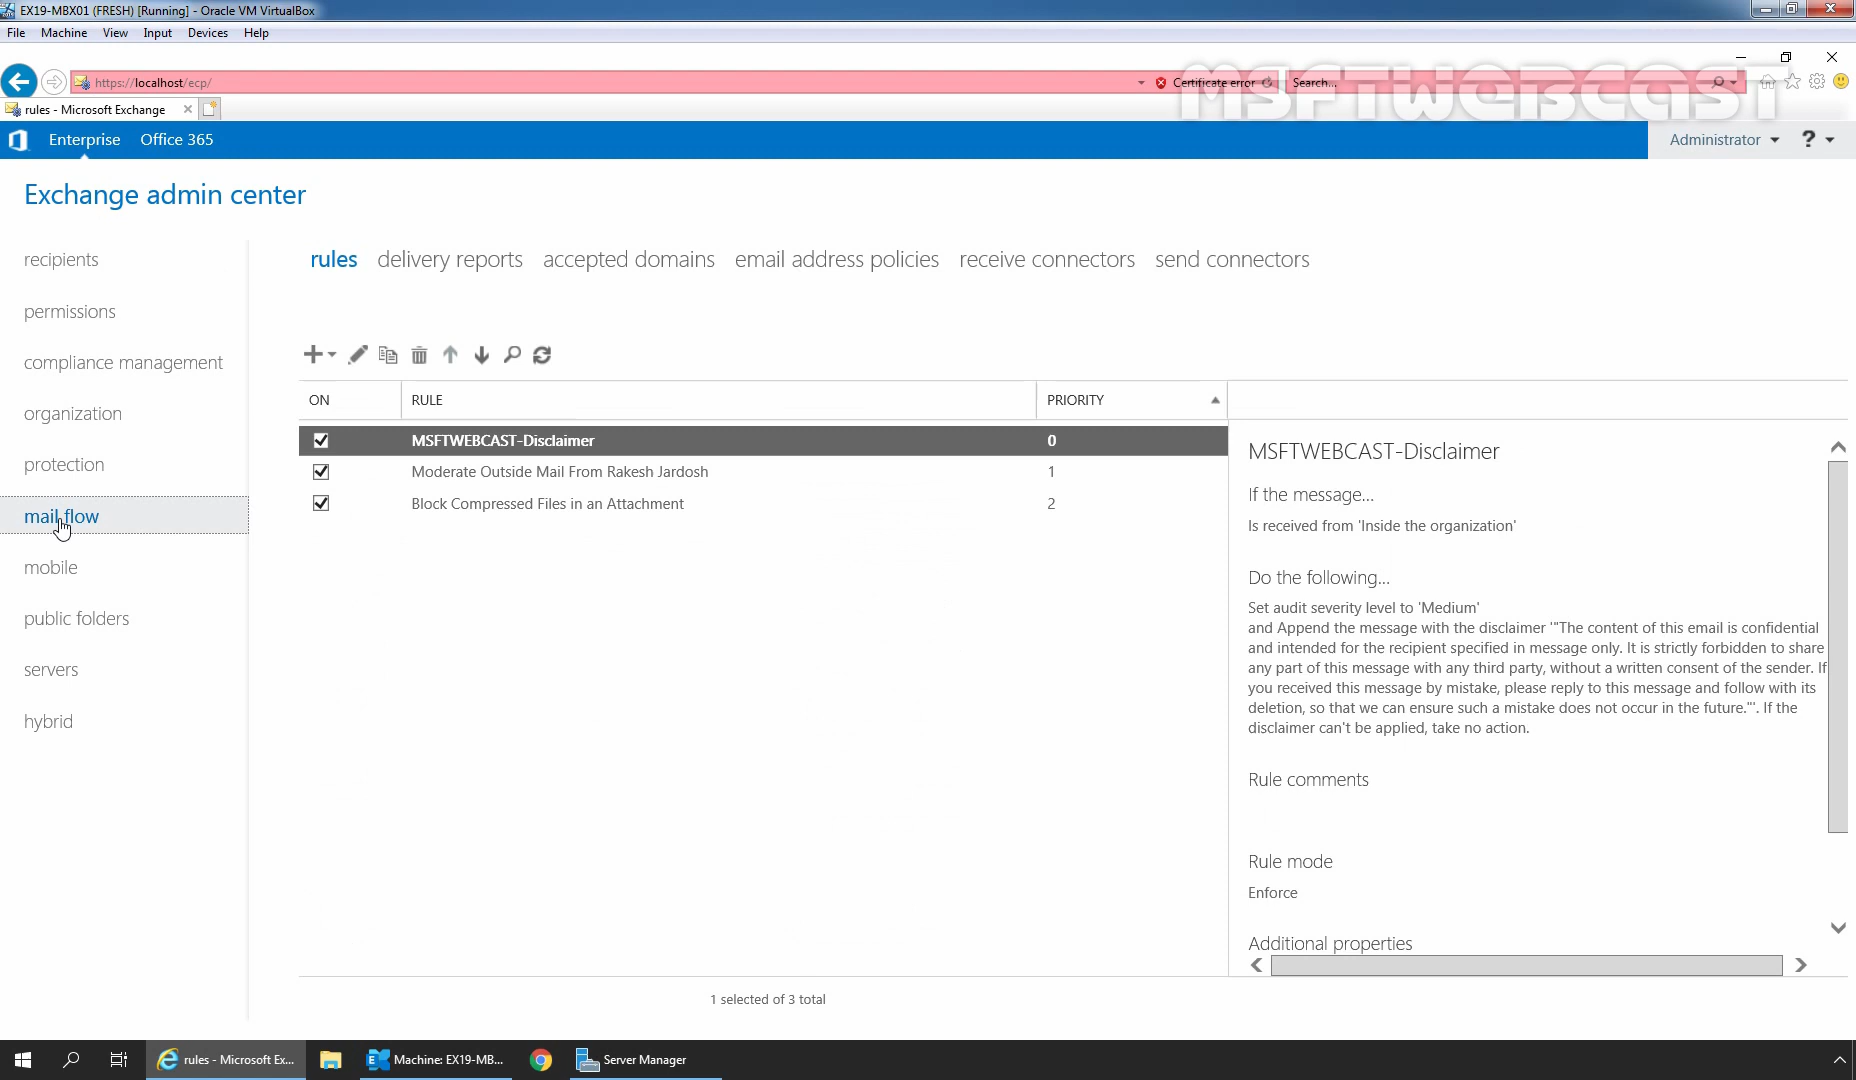 EX19-MBX01 (FRESH) [Running] - Oracle VM VirtualBox
File Machine View Input Devices Help
https://localhost/ecp/
Certificate error
Search...
MSFTWEBCAST
rules - Microsoft Exchange
Enterprise Office 365
Administrator ?
Exchange admin center
recipients
permissions
compliance management
organization
protection
mail flow
mobile
public folders
servers
hybrid
rules delivery reports accepted domains email address policies receive connectors send connectors
ON RULE PRIORITY
MSFTWEBCAST-Disclaimer 0
Moderate Outside Mail From Rakesh Jardosh 1
Block Compressed Files in an Attachment 2
1 selected of 3 total
MSFTWEBCAST-Disclaimer
If the message...
Is received from 'Inside the organization'
Do the following...
Set audit severity level to 'Medium'
and Append the message with the disclaimer '"The content of this email is confidential
and intended for the recipient specified in message only. It is strictly forbidden to share
any part of this message with any third party, without a written consent of the sender. If
you received this message by mistake, please reply to this message and follow with its
deletion, so that we can ensure such a mistake does not occur in the future."'. If the
disclaimer can't be applied, take no action.
Rule comments
Rule mode
Enforce
Additional properties
rules - Microsoft Ex...
Machine: EX19-MB...
Server Manager